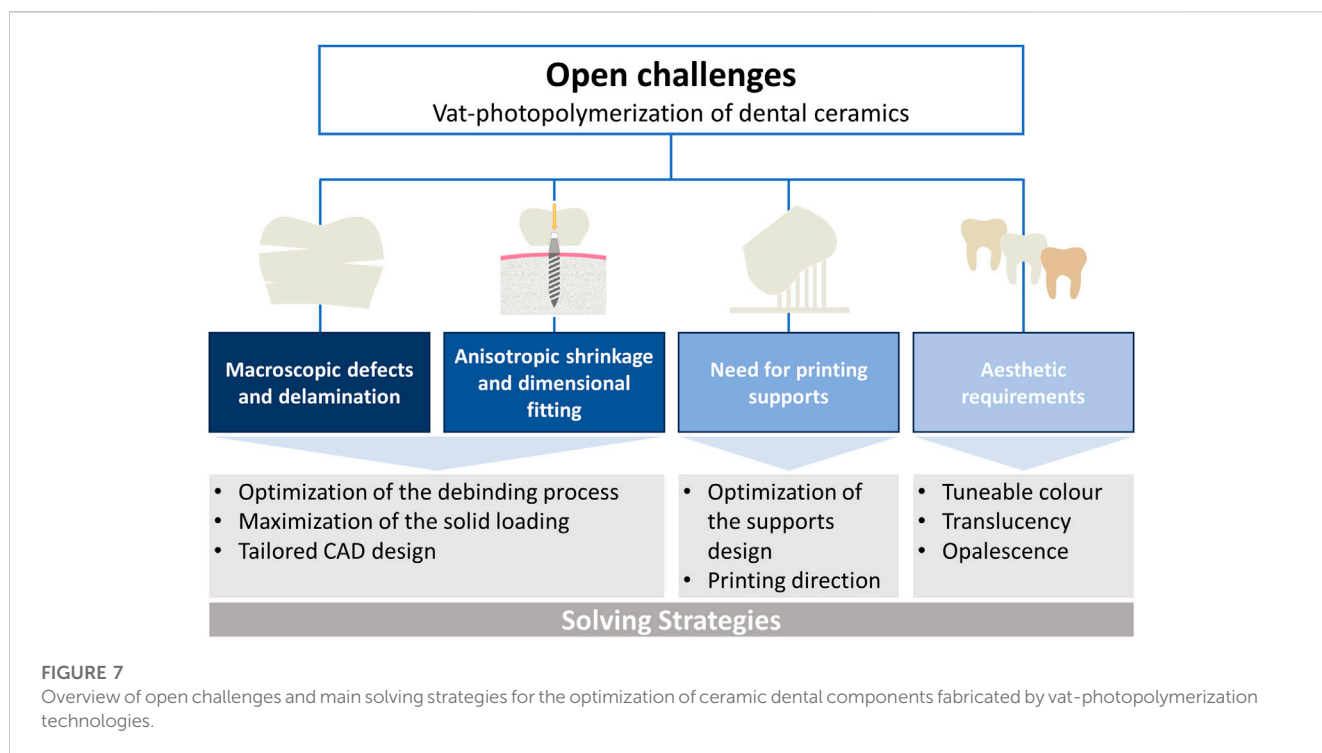 Open challenges
Vat-photopolymerization of dental ceramics
Macroscopic defects
and delamination
Anisotropic shrinkage
and dimensional
fitting
Need for printing
supports
Aesthetic
requirements
• Optimization of the debinding process
• Maximization of the solid loading
• Tailored CAD design
• Optimization of
the supports
design
• Printing direction
• Tuneable colour
• Translucency
• Opalescence
Solving Strategies
FIGURE 7
Overview of open challenges and main solving strategies for the optimization of ceramic dental components fabricated by vat-photopolymerization
technologies.